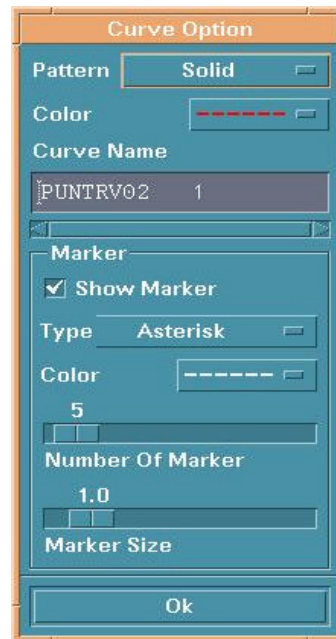 Curve Option
Pattern Solid
Color
Curve Name
PUNTRV02 1
Marker
Show Marker
Type Asterisk
Color
5
Number Of Marker
1.0
Marker Size
Ok